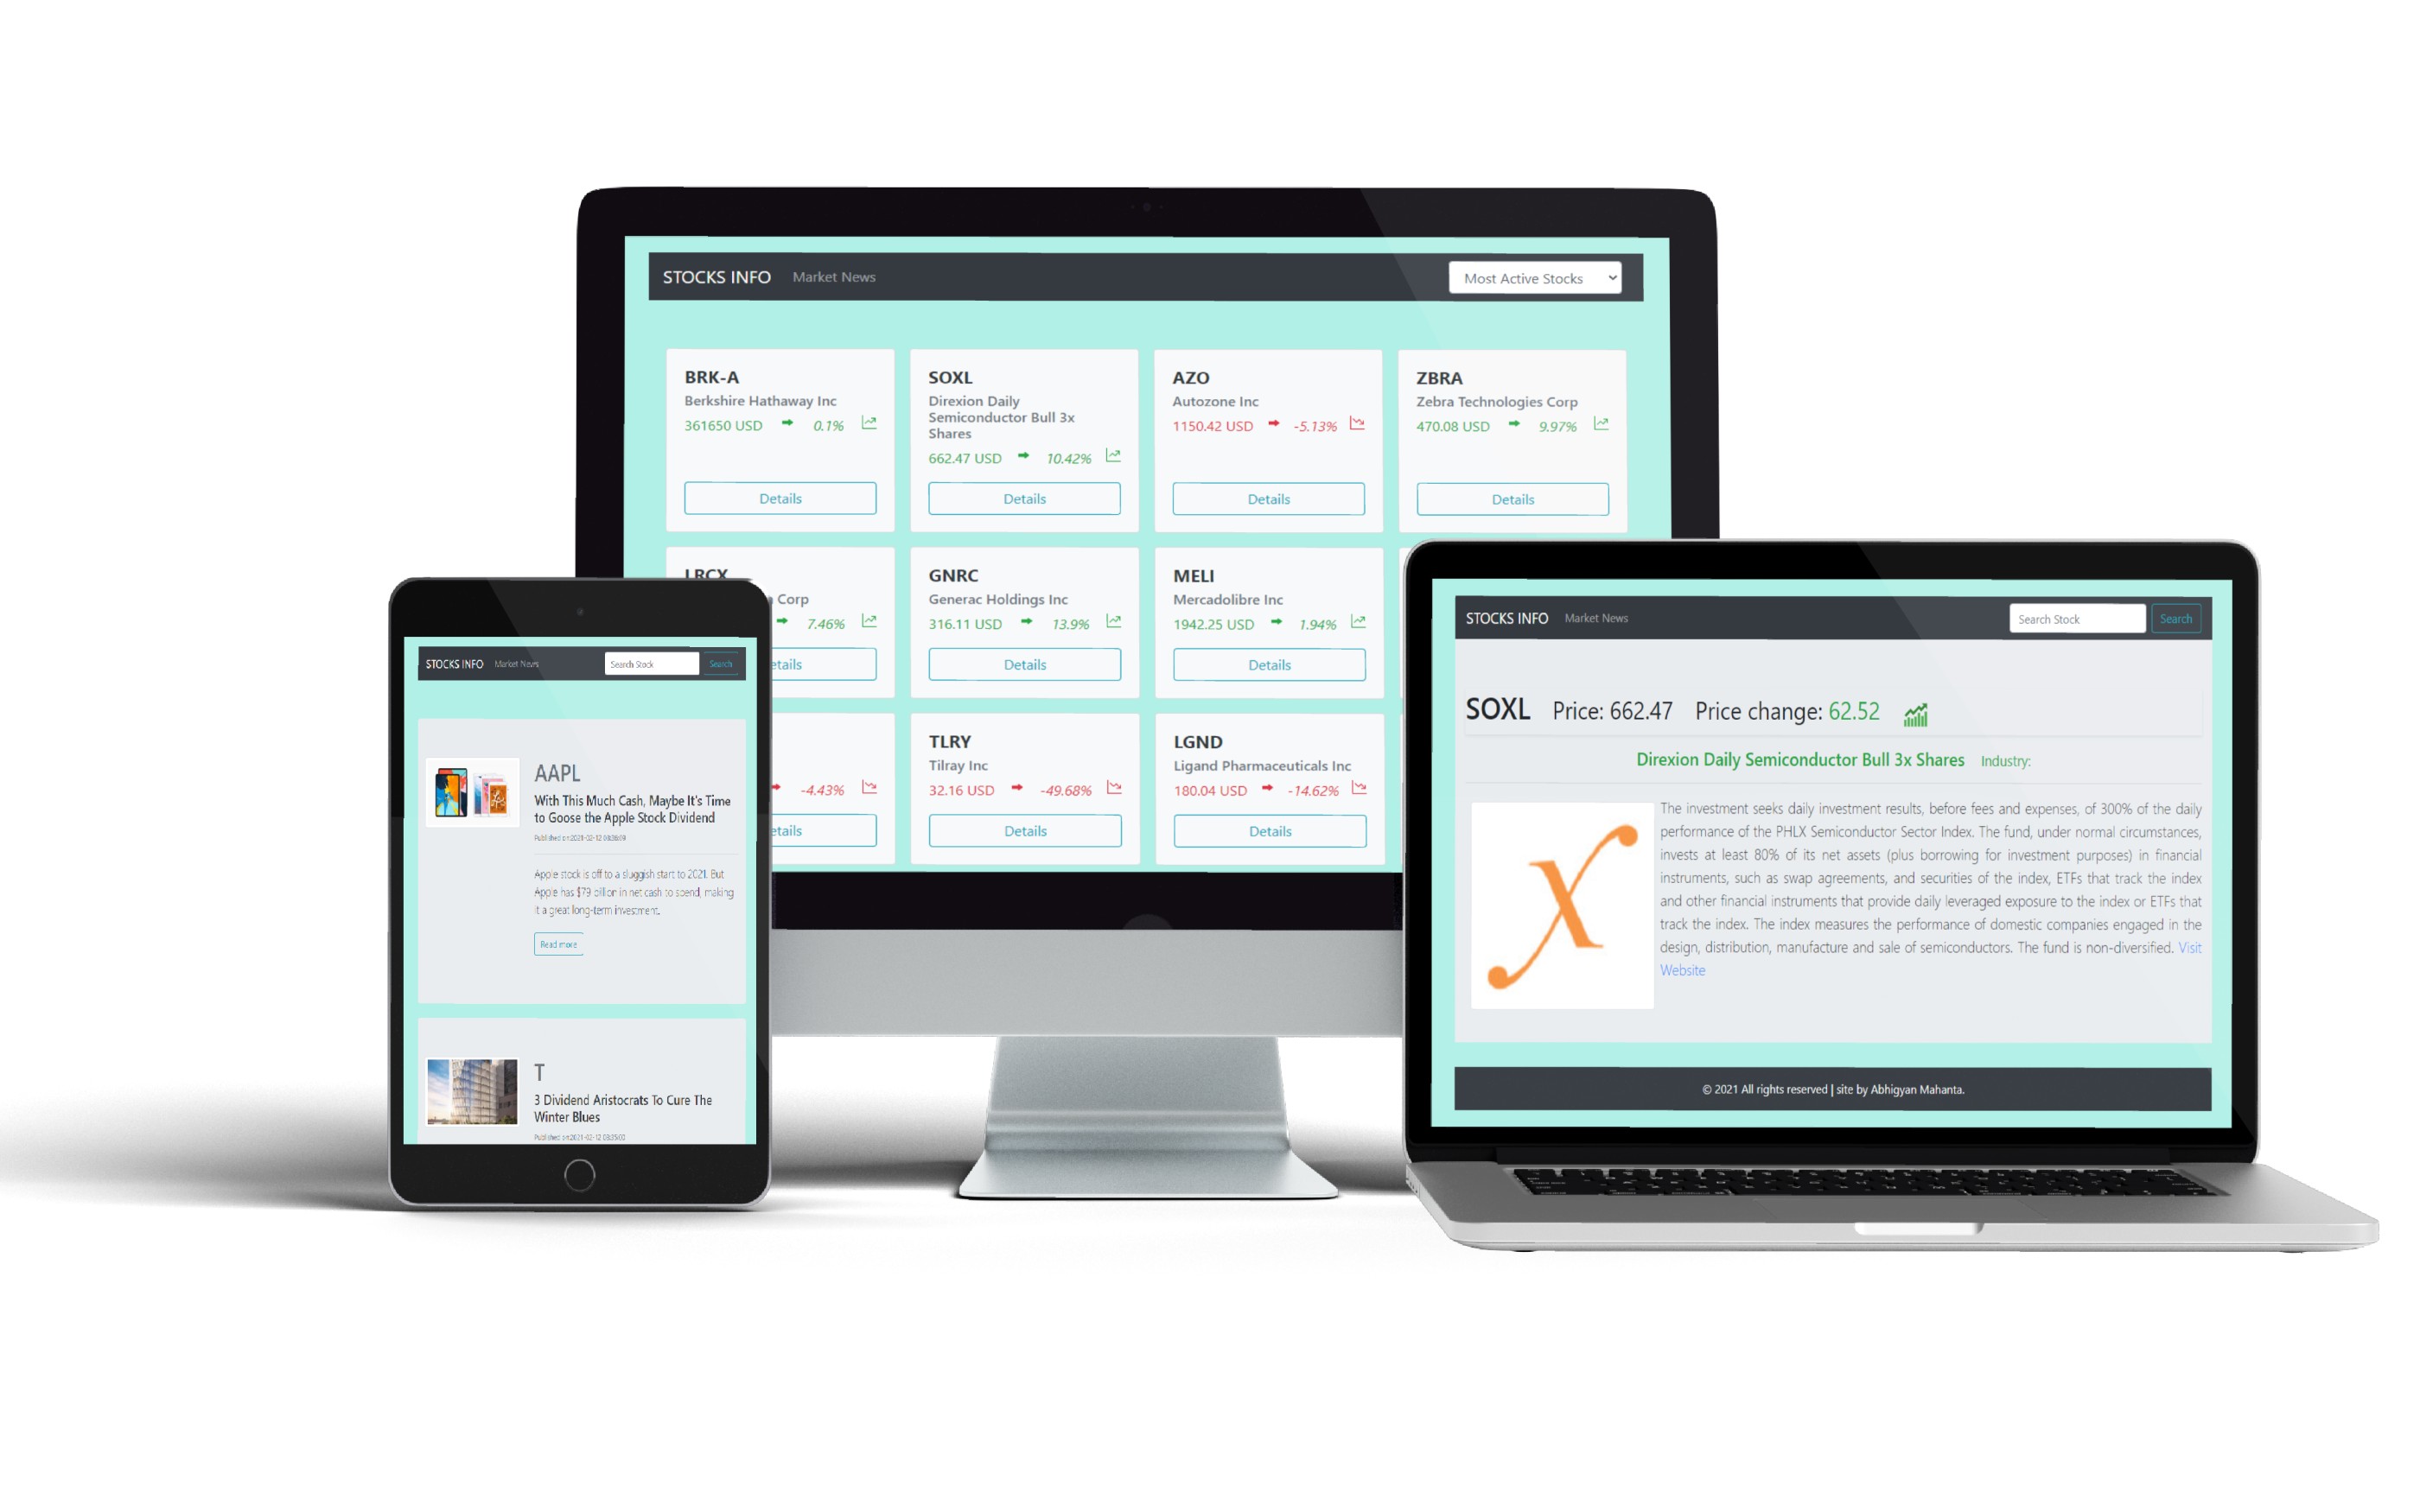 STOCKS INFO Market News Most Active Stocks
BRK-A
Berkshire Hathaway Inc
361650 USD 0.1%
Details
SOXL
Direxion Daily
Semiconductor Bull 3x
Shares
662.47 USD 10.42%
Details
AZO
Autozone Inc
1150.42 USD -5.13%
Details
ZBRA
Zebra Technologies Corp
470.08 USD 9.97%
Details
LRCX
Corp
7.46%
etails
GNRC
Generac Holdings Inc
316.11 USD 13.9%
Details
MELI
Mercadolibre Inc
1942.25 USD 1.94%
Details
-4.43%
etails
TLRY
Tilray Inc
32.16 USD -49.68%
Details
LGND
Ligand Pharmaceuticals Inc
180.04 USD -14.62%
Details
STOCKS INFO Market News Search Stock Search
AAPL
With This Much Cash, Maybe It's Time
to Goose the Apple Stock Dividend
Published on:2021-02-12
Apple stock is off to a sluggish start to 2021. But
Apple has $79 billion in net cash to spend, making
it a great long-term investment.
Read more
T
3 Dividend Aristocrats To Cure The
Winter Blues
Published on:2021-02-12
STOCKS INFO Market News Search Stock Search
SOXL Price: 662.47 Price change: 62.52
Direxion Daily Semiconductor Bull 3x Shares Industry:
The investment seeks daily investment results, before fees and expenses, of 300% of the daily
performance of the PHLX Semiconductor Sector Index. The fund, under normal circumstances,
invests at least 80% of its net assets (plus borrowing for investment purposes) in financial
instruments, such as swap agreements, and securities of the index, ETFs that track the index
and other financial instruments that provide daily leveraged exposure to the index or ETFs that
track the index. The index measures the performance of domestic companies engaged in the
design, distribution, manufacture and sale of semiconductors. The fund is non-diversified. Visit
Website
© 2021 All rights reserved | site by Abhigyan Mahanta.